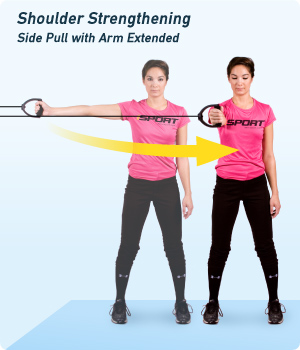 Shoulder Strengthening
Side Pull with Arm Extended
SPORT
SPORT